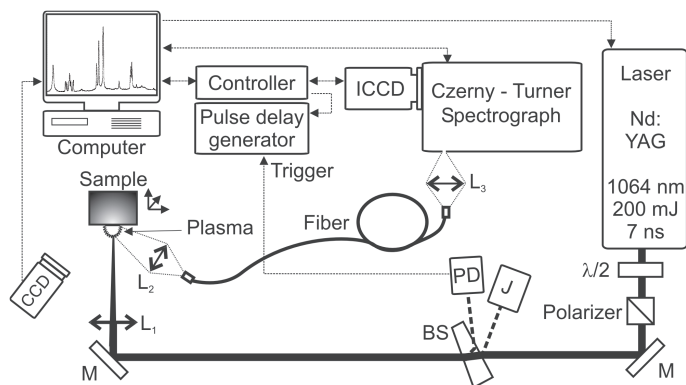 Computer
Controller
Pulse delay
generator
Trigger
ICCD
Czerny - Turner
Spectrograph
Laser
Nd:
YAG
1064 nm
200 mJ
7 ns
λ/2
Polarizer
M
Sample
Plasma
Fiber
L3
L2
CCD
L1
M
PD
J
BS